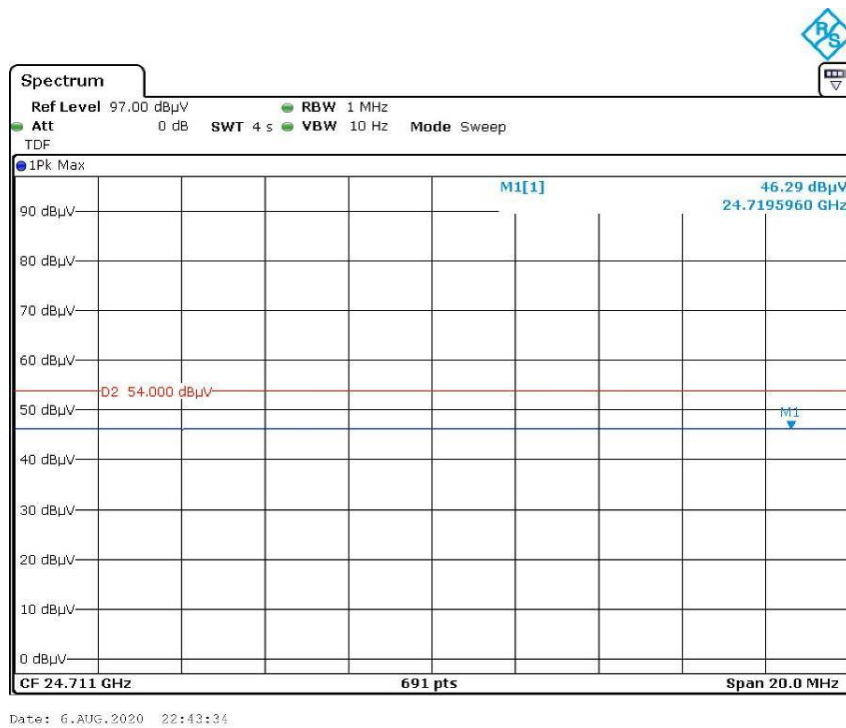 R&S
Spectrum
Ref Level 97.00 dBµV RBW 1 MHz
Att 0 dB SWT 4 s VBW 10 Hz Mode Sweep
TDF
1Pk Max
M1[1] 46.29 dBµV
24.7195960 GHz
90 dBµV
80 dBµV
70 dBµV
60 dBµV
D2 54.000 dBµV
50 dBµV
M1
40 dBµV
30 dBµV
20 dBµV
10 dBµV
0 dBµV
CF 24.711 GHz 691 pts Span 20.0 MHz
Date: 6.AUG.2020 22:43:34